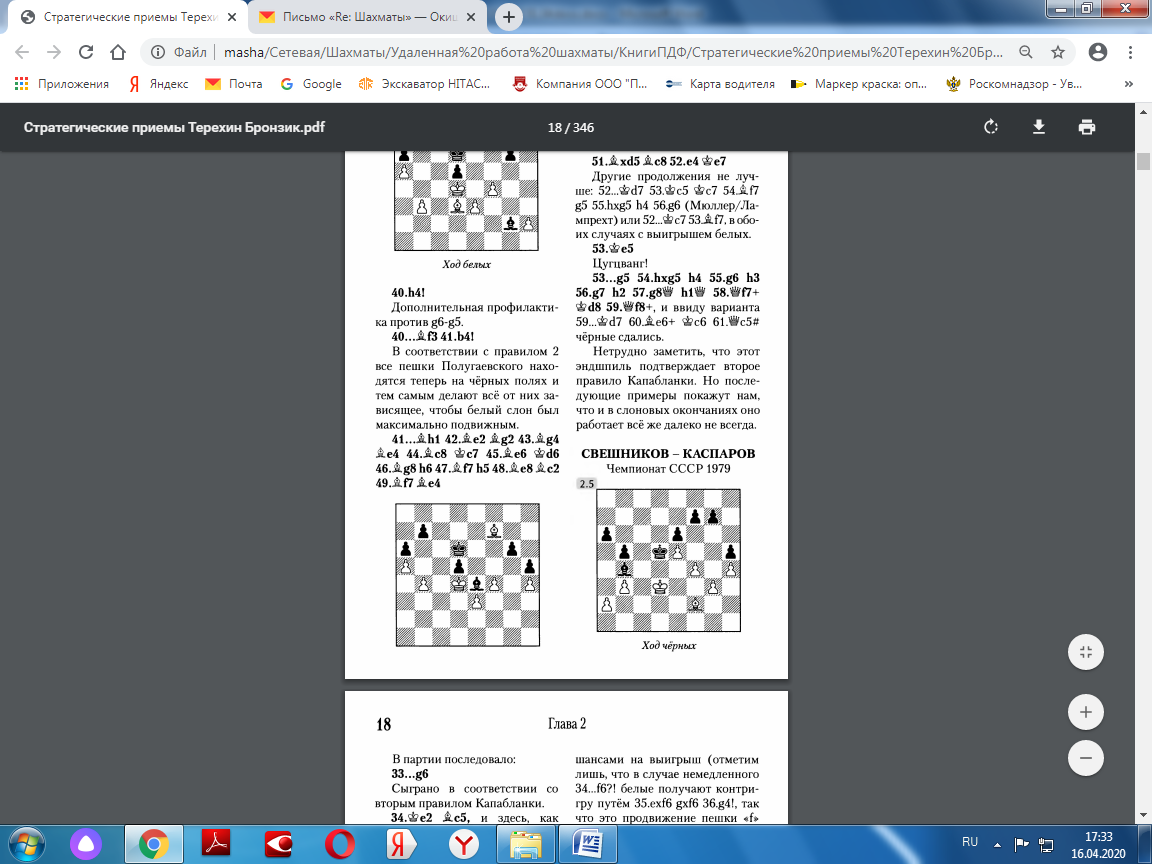 Стратегические приемы Терехин
Письмо «Re: Шахматы» — Окиш
Файл masha/Сетевая/Шахматы/Удаленная%20работа%20шахматы/КнигиПДФ/Стратегические%20приемы%20Терехин%20Бр...
Приложения Яндекс Почта Google Экскаватор HITAC... Компания ООО "П... Карта водителя Маркер краска: оп... Роскомнадзор - Ув... »
Стратегические приемы Терехин Бронзик.pdf 18 / 346
Ход белых
40.h4!
Дополнительная профилакти-
ка против g6-g5.
40...♗f3 41.b4!
В соответствии с правилом 2
все пешки Полугаевского нахо-
дятся теперь на чёрных полях и
тем самым делают всё от них за-
висящее, чтобы белый слон был
максимально подвижным.
41...♗h1 42.♗e2 ♗g2 43.♗g4
♗e4 44.♗c8 ♔c7 45.♗e6 ♔d6
46.♗g8 h6 47.♗f7 h5 48.♗e8 ♗c2
49.♗f7 ♗e4
51.♗xd5 ♗c8 52.e4 ♔e7
Другие продолжения не луч-
ше: 52...♔d7 53.♔c5 ♔c7 54.♗f7
g5 55.hxg5 h4 56.g6 (Мюллер/Ла-
мпрехт) или 52...♔c7 53.♗f7, в обо-
их случаях с выигрышем белых.
53.♔e5
Цугцванг!
53...g5 54.hxg5 h4 55.g6 h3
56.g7 h2 57.g8♕ h1♕ 58.♕f7+
♔d8 59.♕f8+, и ввиду варианта
59...♔d7 60.♗e6+ ♔c6 61.♕c5#
чёрные сдались.
Нетрудно заметить, что этот
эндшпиль подтверждает второе
правило Капабланки. Но после-
дующие примеры покажут нам,
что и в слоновых окончаниях оно
работает всё же далеко не всегда.
СВЕШНИКОВ – КАСПАРОВ
Чемпионат СССР 1979
2.5
Ход чёрных
18 Глава 2
В партии последовало:
33...g6
Сыграно в соответствии со
вторым правилом Капабланки.
34.♔e2 ♗c5, и здесь, как
шансами на выигрыш (отметим
лишь, что в случае немедленного
34...f6?! белые получают контри-
гру путём 35.exf6 gxf6 36.g4!, так
что это продвижение пешки «f»
RU 17:33
16.04.2020